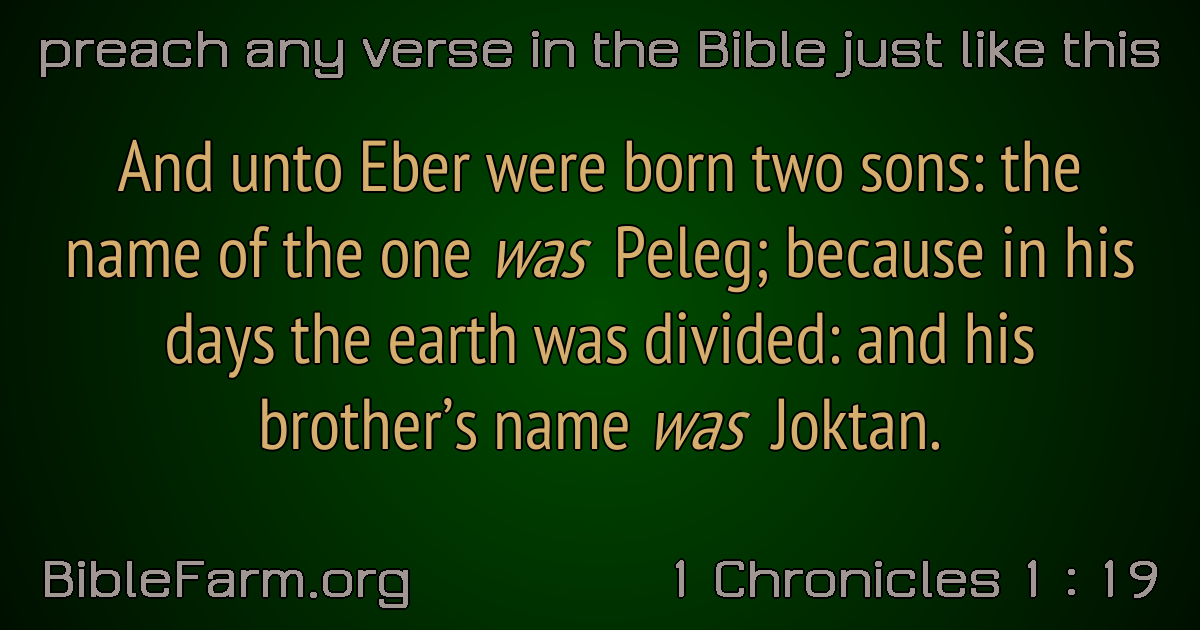 preach any verse in the Bible just like this
And unto Eber were born two sons: the
name of the one was Peleg; because in his
days the earth was divided: and his
brother’s name was Joktan.
BibleFarm.org
1 Chronicles 1 : 19